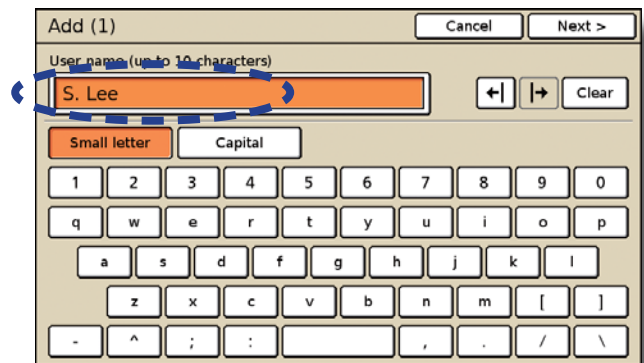 Add (1) Cancel Next >
User name (up to 10 characters)
S. Lee Clear
Small letter Capital
1 2 3 4 5 6 7 8 9 0
q w e r t y u i o p
a s d f g h j k l
z x c v b n m [ ]
- ^ ; : , . / \